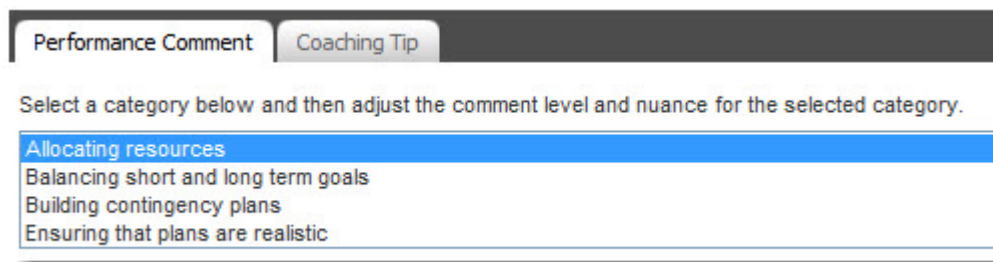 Performance Comment Coaching Tip
Select a category below and then adjust the comment level and nuance for the selected category.
Allocating resources
Balancing short and long term goals
Building contingency plans
Ensuring that plans are realistic